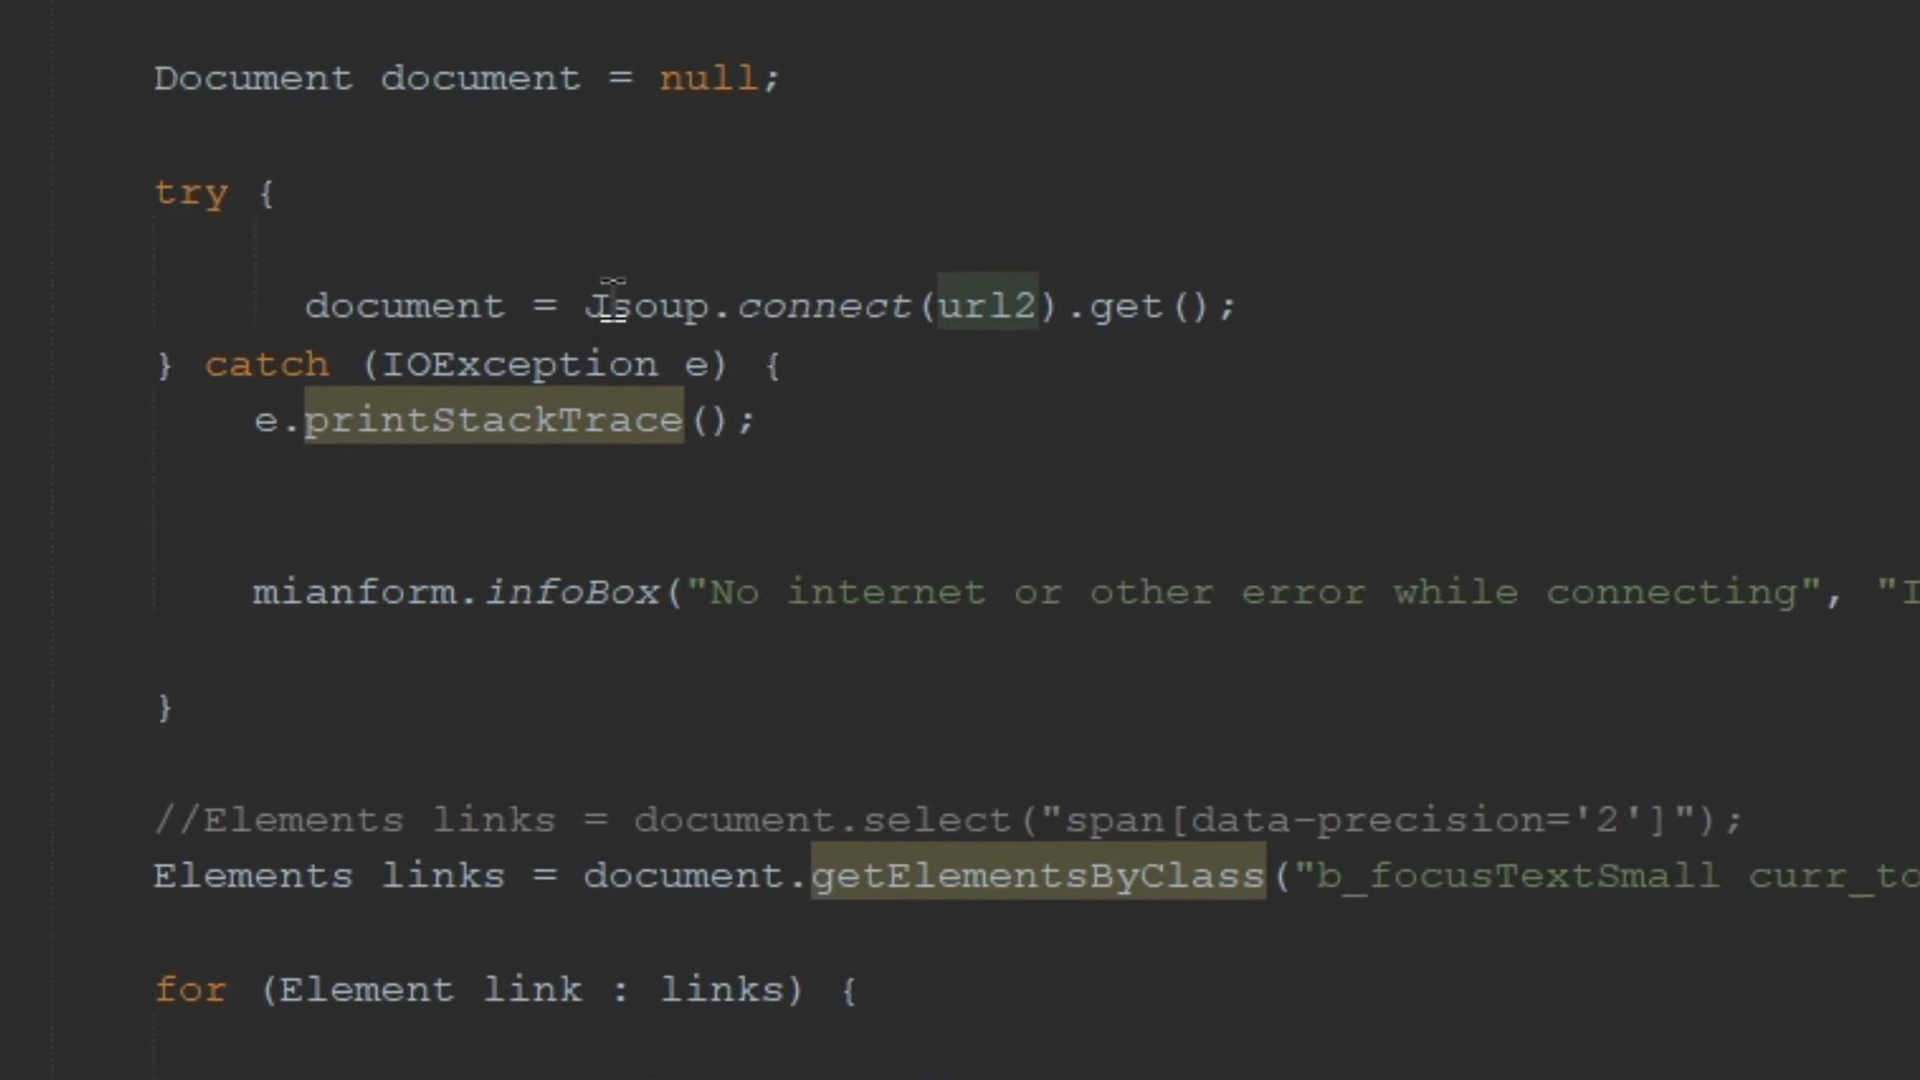 Document document = null;
try {
document = Jsoup.connect(url2).get();
} catch (IOException e) {
e.printStackTrace();
mianform.infoBox("No internet or other error while connecting", "I
}
//Elements links = document.select("span[data-precision='2']");
Elements links = document.getElementsByClass("b_focusTextSmall curr_to
for (Element link : links) {